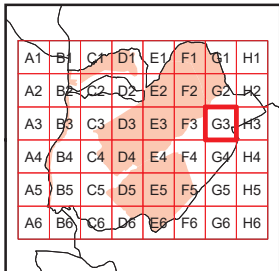 A1 B1 C1 D1 E1 F1 G1 H1
A2 B2 C2 D2 E2 F2 G2 H2
A3 B3 C3 D3 E3 F3 G3 H3
A4 B4 C4 D4 E4 F4 G4 H4
A5 B5 C5 D5 E5 F5 G5 H5
A6 B6 C6 D6 E6 F6 G6 H6